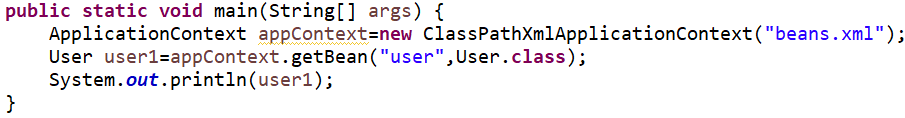 public static void main(String[] args) {
    ApplicationContext appContext=new ClassPathXmlApplicationContext("beans.xml");
    User user1=appContext.getBean("user",User.class);
    System.out.println(user1);
}